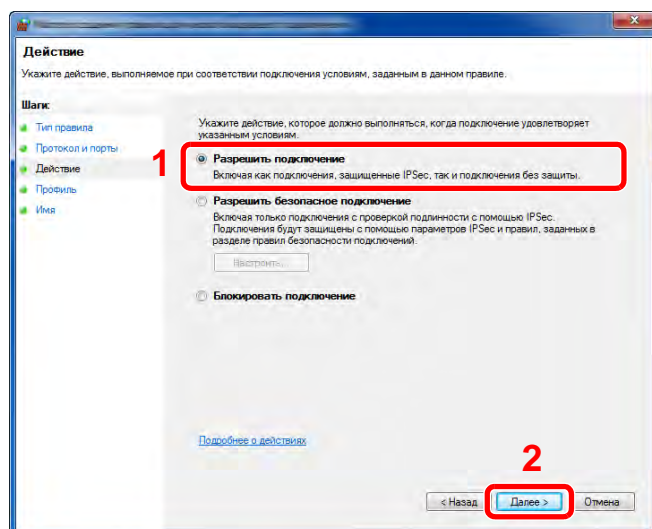 Действие
Укажите действие, выполняемое при соответствии подключения условиям, заданным в данном правиле.
Шаги:
Тип правила
Протокол и порты
Действие
Профиль
Имя
Укажите действие, которое должно выполняться, когда подключение удовлетворяет
указанным условиям.
1
Разрешить подключение
Включая как подключения, защищенные IPSec, так и подключения без защиты.
Разрешить безопасное подключение
Включая только подключения с проверкой подлинности с помощью IPSec.
Подключения будут защищены с помощью параметров IPSec и правил, заданных в
разделе правил безопасности подключений.
Настроить...
Блокировать подключение
Подробнее о действиях
2
< Назад
Далее >
Отмена